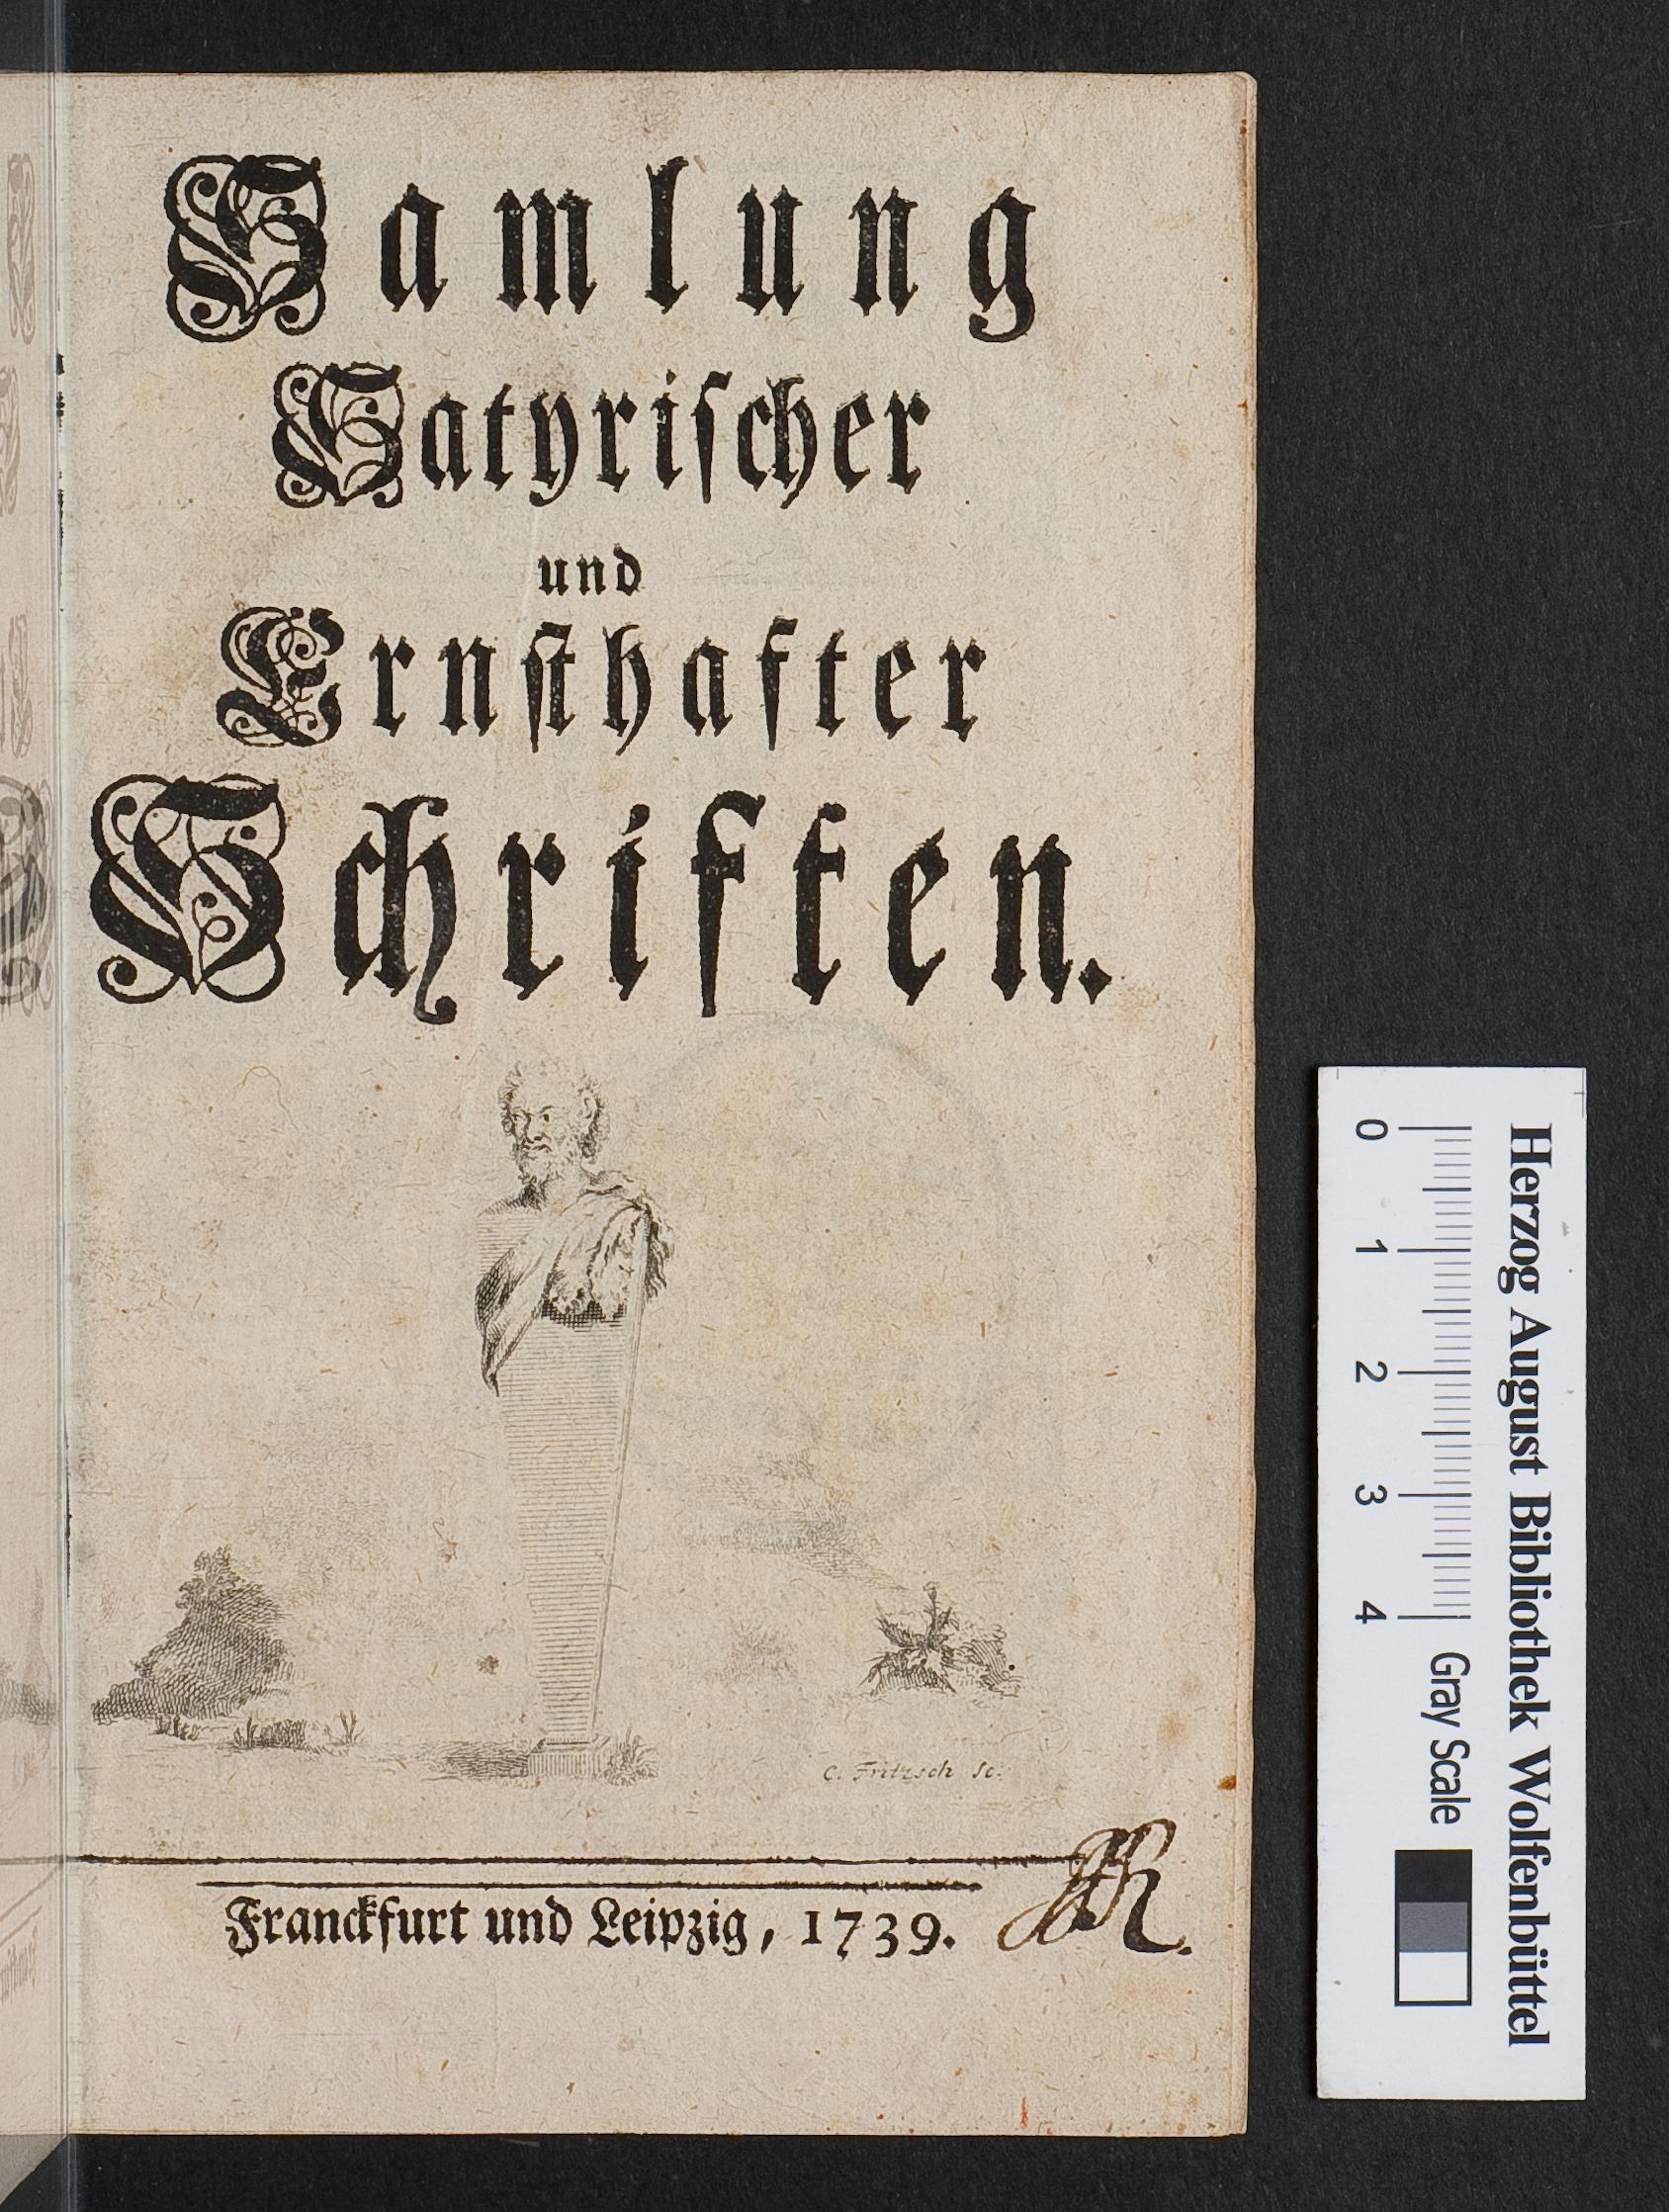 Samlung
Satyriſcher
und
Ernſthafter
Schriften.
C. Fritzsch sc.
Franckfurt und Leipzig, 1739.
Herzog August Bibliothek Wolfenbüttel
0 1 2 3 4 Gray Scale